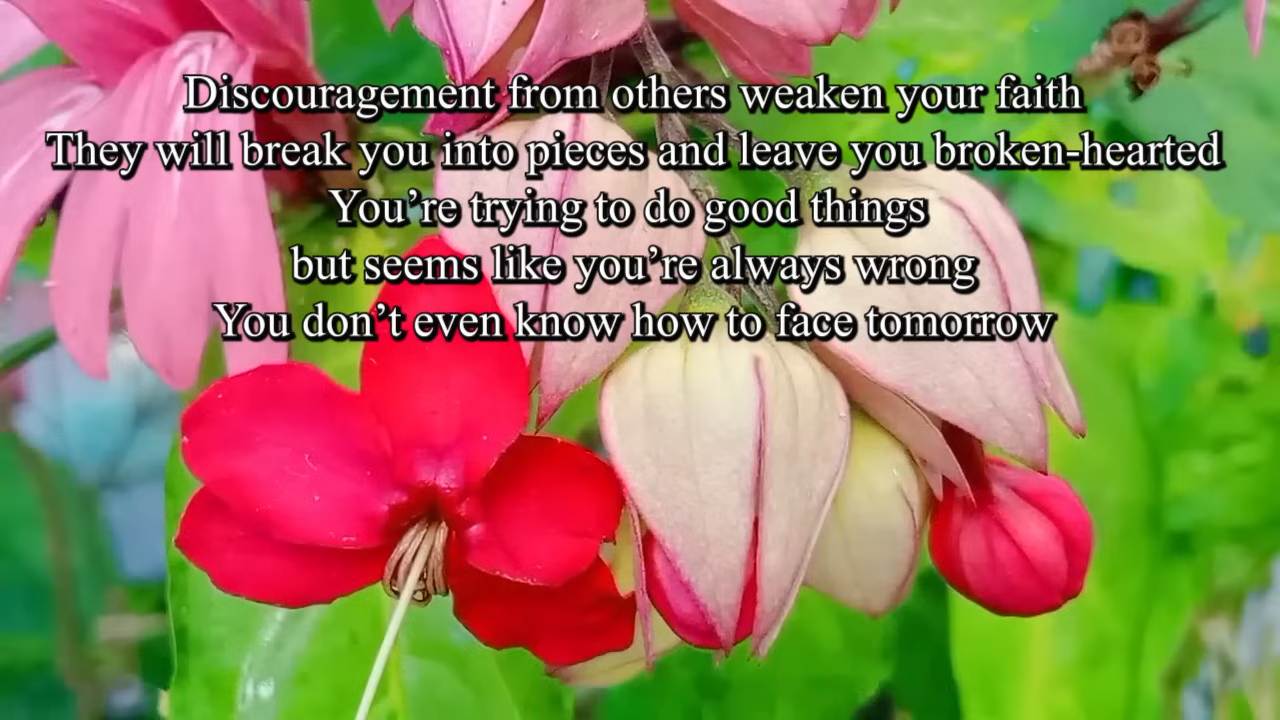 Discouragement from others weaken your faith
They will break you into pieces and leave you broken-hearted
You’re trying to do good things
but seems like you’re always wrong
You don’t even know how to face tomorrow